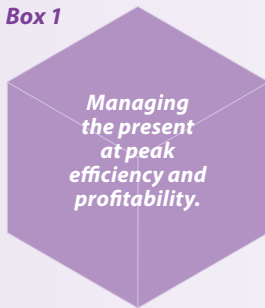 Box 1
Managing
the present
at peak
efficiency and
profitability.